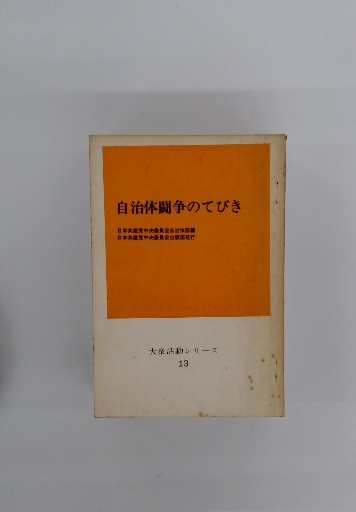 自治体闘争のてびき
日本共産党中央委員会自治体部編
日本共産党中央委員会出版部発行
大衆活動シリーズ
13